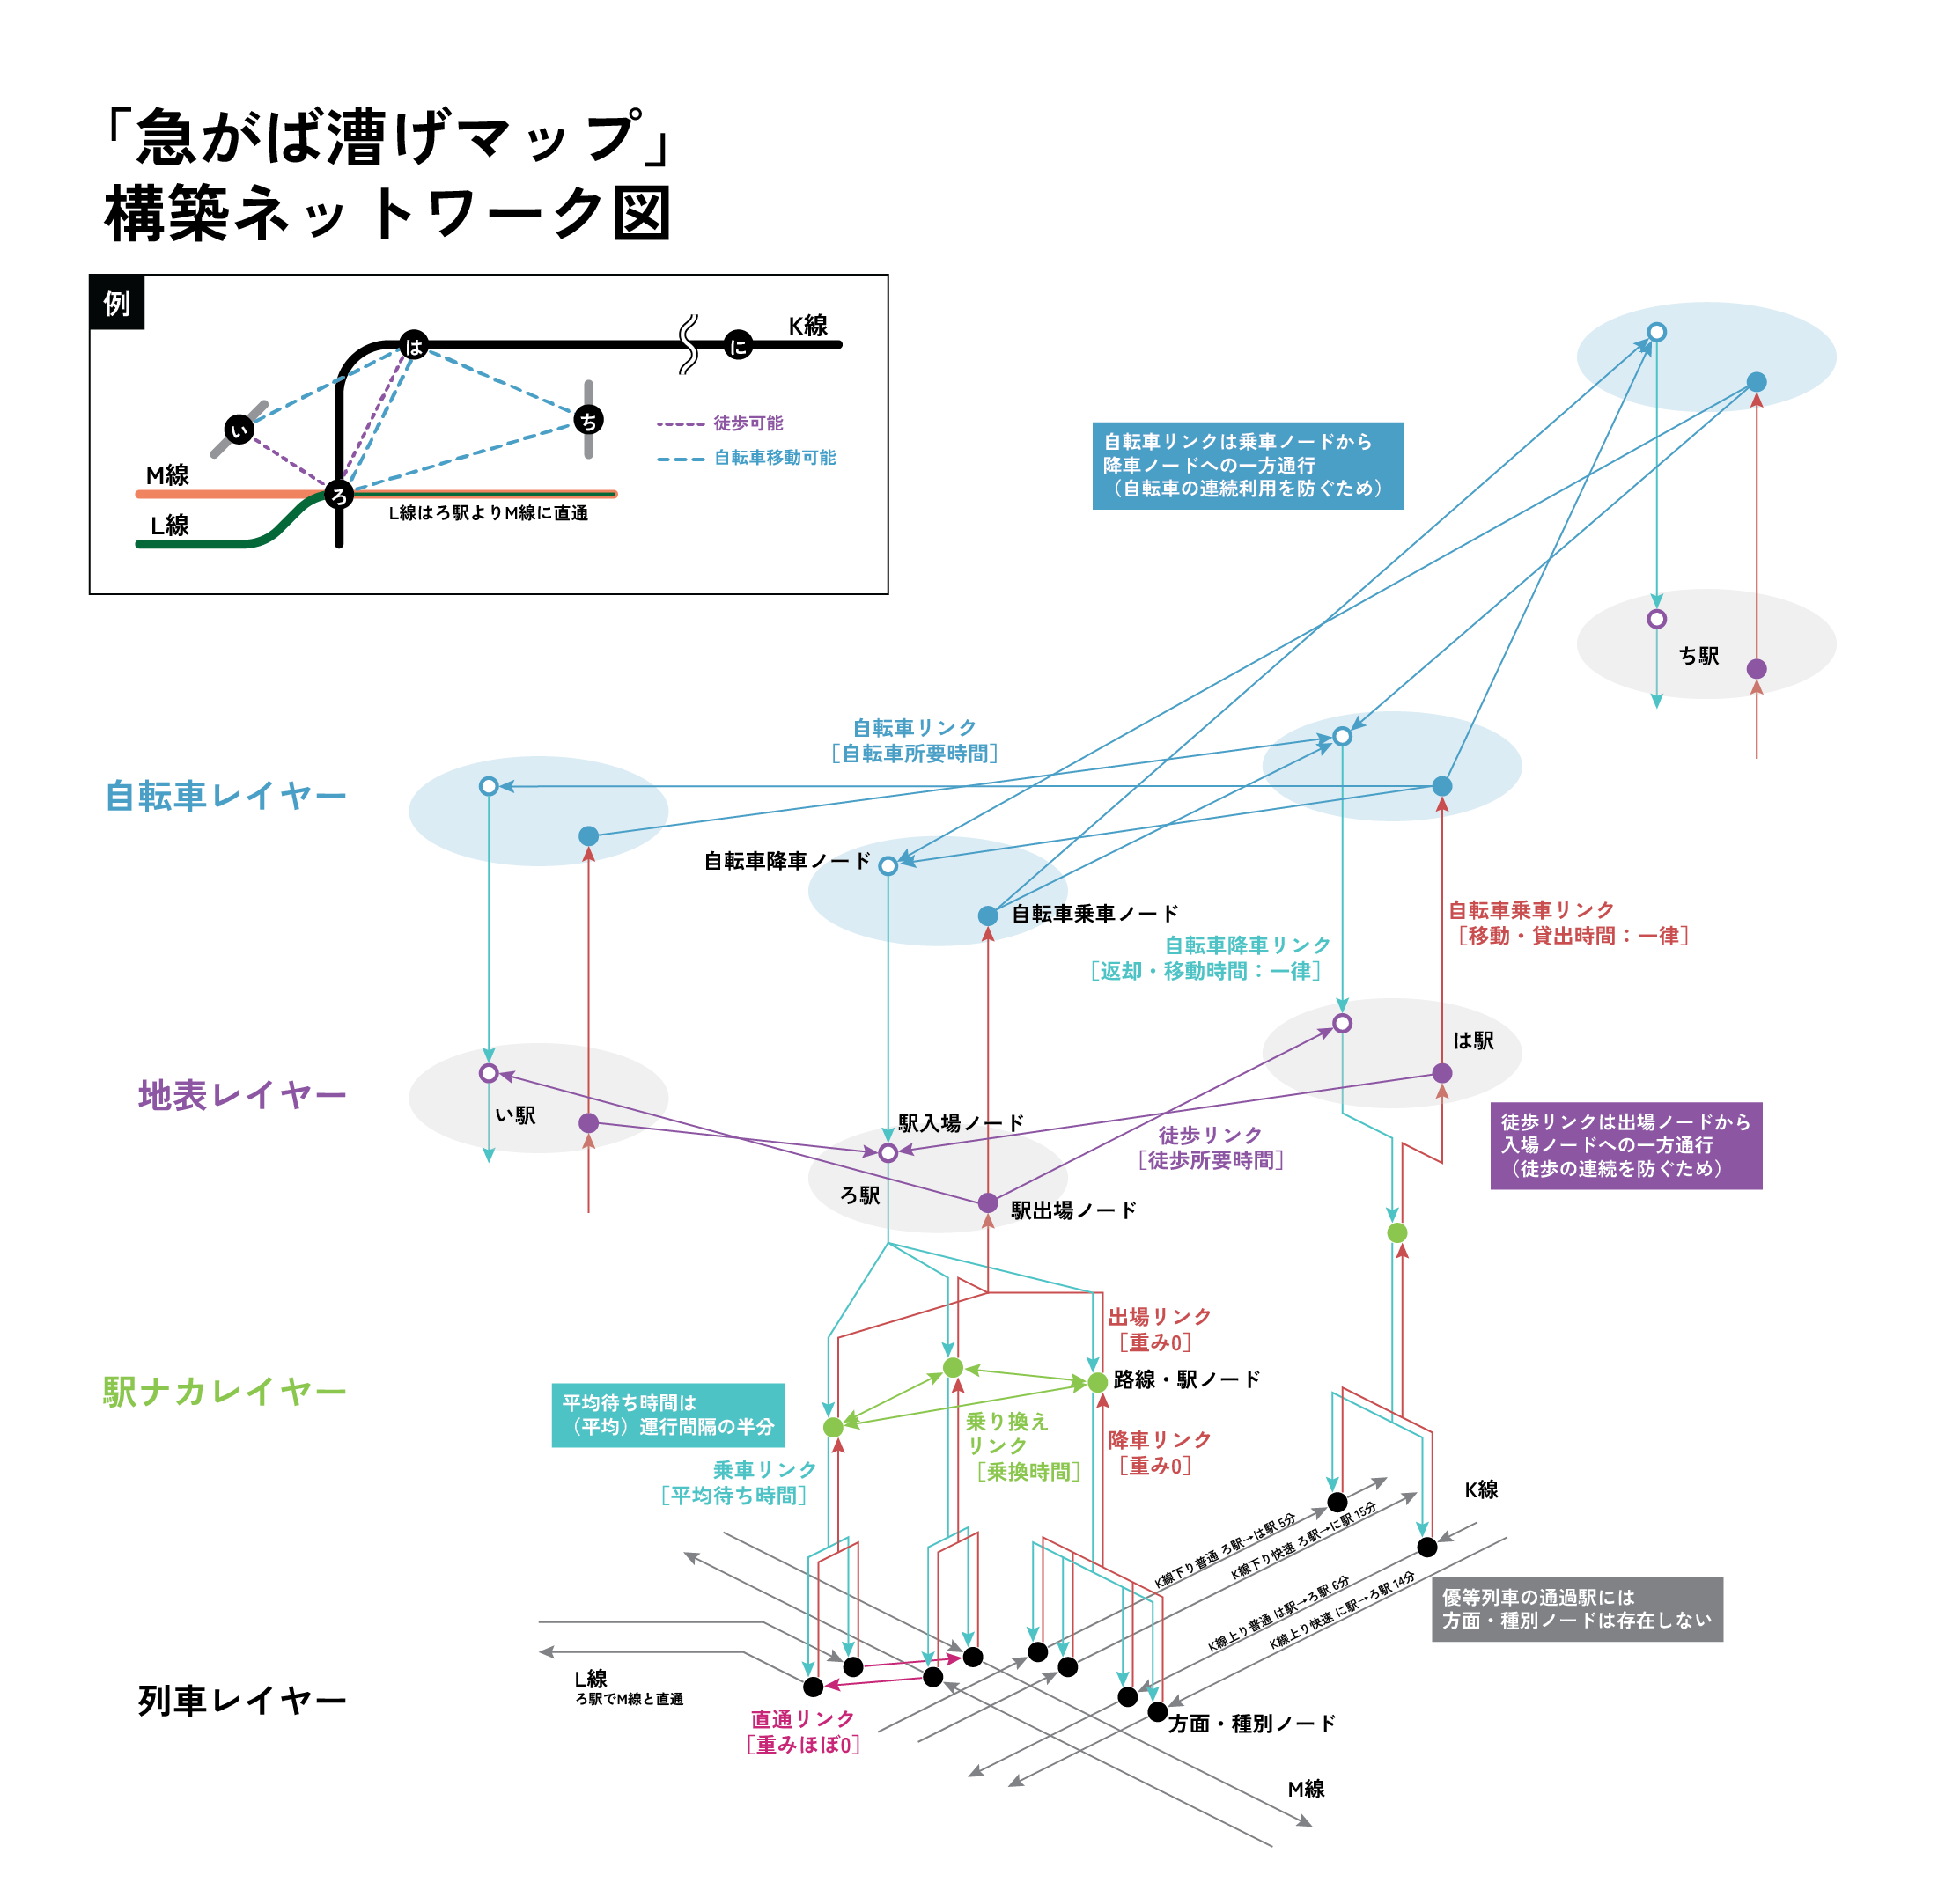 「急がば漕げマップ」
構築ネットワーク図
例
K線
は
に
い
ち
徒歩可能
自転車移動可能
M線
ろ
L線はろ駅よりM線に直通
L線
自転車リンクは乗車ノードから
降車ノードへの一方通行
（自転車の連続利用を防ぐため）
ち駅
自転車リンク
［自転車所要時間］
自転車レイヤー
自転車降車ノード
自転車乗車ノード
自転車乗車リンク
［移動・貸出時間：一律］
自転車降車リンク
［返却・移動時間：一律］
は駅
地表レイヤー
い駅
駅入場ノード
徒歩リンク
［徒歩所要時間］
徒歩リンクは出場ノードから
入場ノードへの一方通行
（徒歩の連続を防ぐため）
ろ駅
駅出場ノード
出場リンク
［重み0］
駅ナカレイヤー
路線・駅ノード
平均待ち時間は
（平均）運行間隔の半分
乗り換え
リンク
［乗換時間］
降車リンク
［重み0］
乗車リンク
［平均待ち時間］
K線
K線下り普通 ろ駅→は駅 5分
K線下り快速 ろ駅→に駅 15分
K線上り普通 は駅→ろ駅 6分
K線上り快速 に駅→ろ駅 14分
優等列車の通過駅には
方面・種別ノードは存在しない
L線
ろ駅でM線と直通
列車レイヤー
直通リンク
［重みほぼ0］
方面・種別ノード
M線